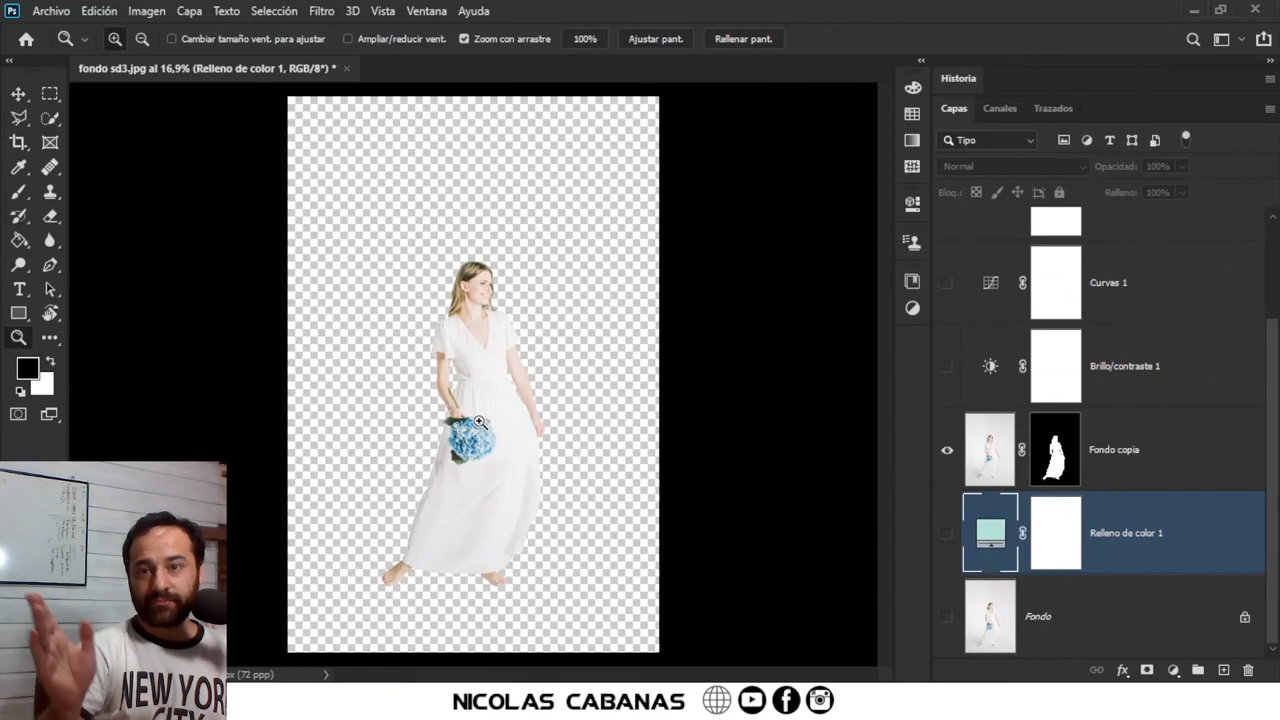 Ps Archivo Edición Imagen Capa Texto Selección Filtro 3D Vista Ventana Ayuda
Cambiar tamaño vent. para ajustar Ampliar/reducir vent. Zoom con arrastre 100% Ajustar pant. Rellenar pant.
fondo sd3.jpg al 16,9% (Relleno de color 1, RGB/8*) * ×
Historia
Capas Canales Trazados
Tipo
Normal Opacidad: 100%
Bloq.: Relleno: 100%
Curvas 1
Brillo/contraste 1
Fondo copia
Relleno de color 1
Fondo
(72 ppp)
NEW YORK
CITY
NICOLAS CABANAS